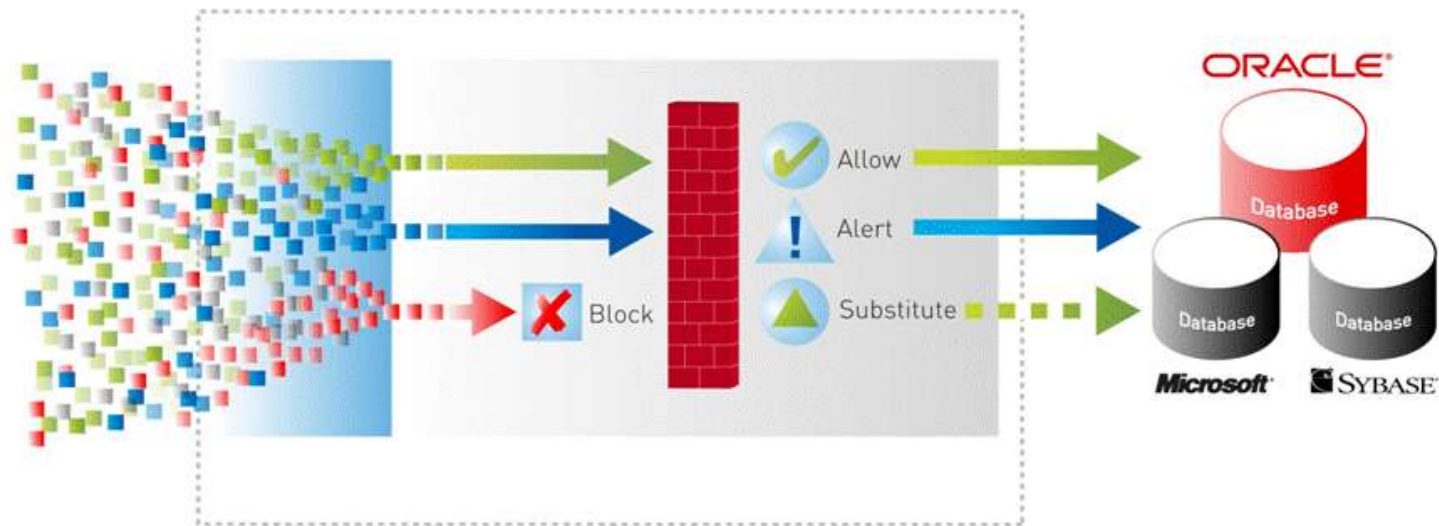 ORACLE®
Allow
Database
Alert
Block
Substitute
Database
Database
Microsoft®
SYBASE®